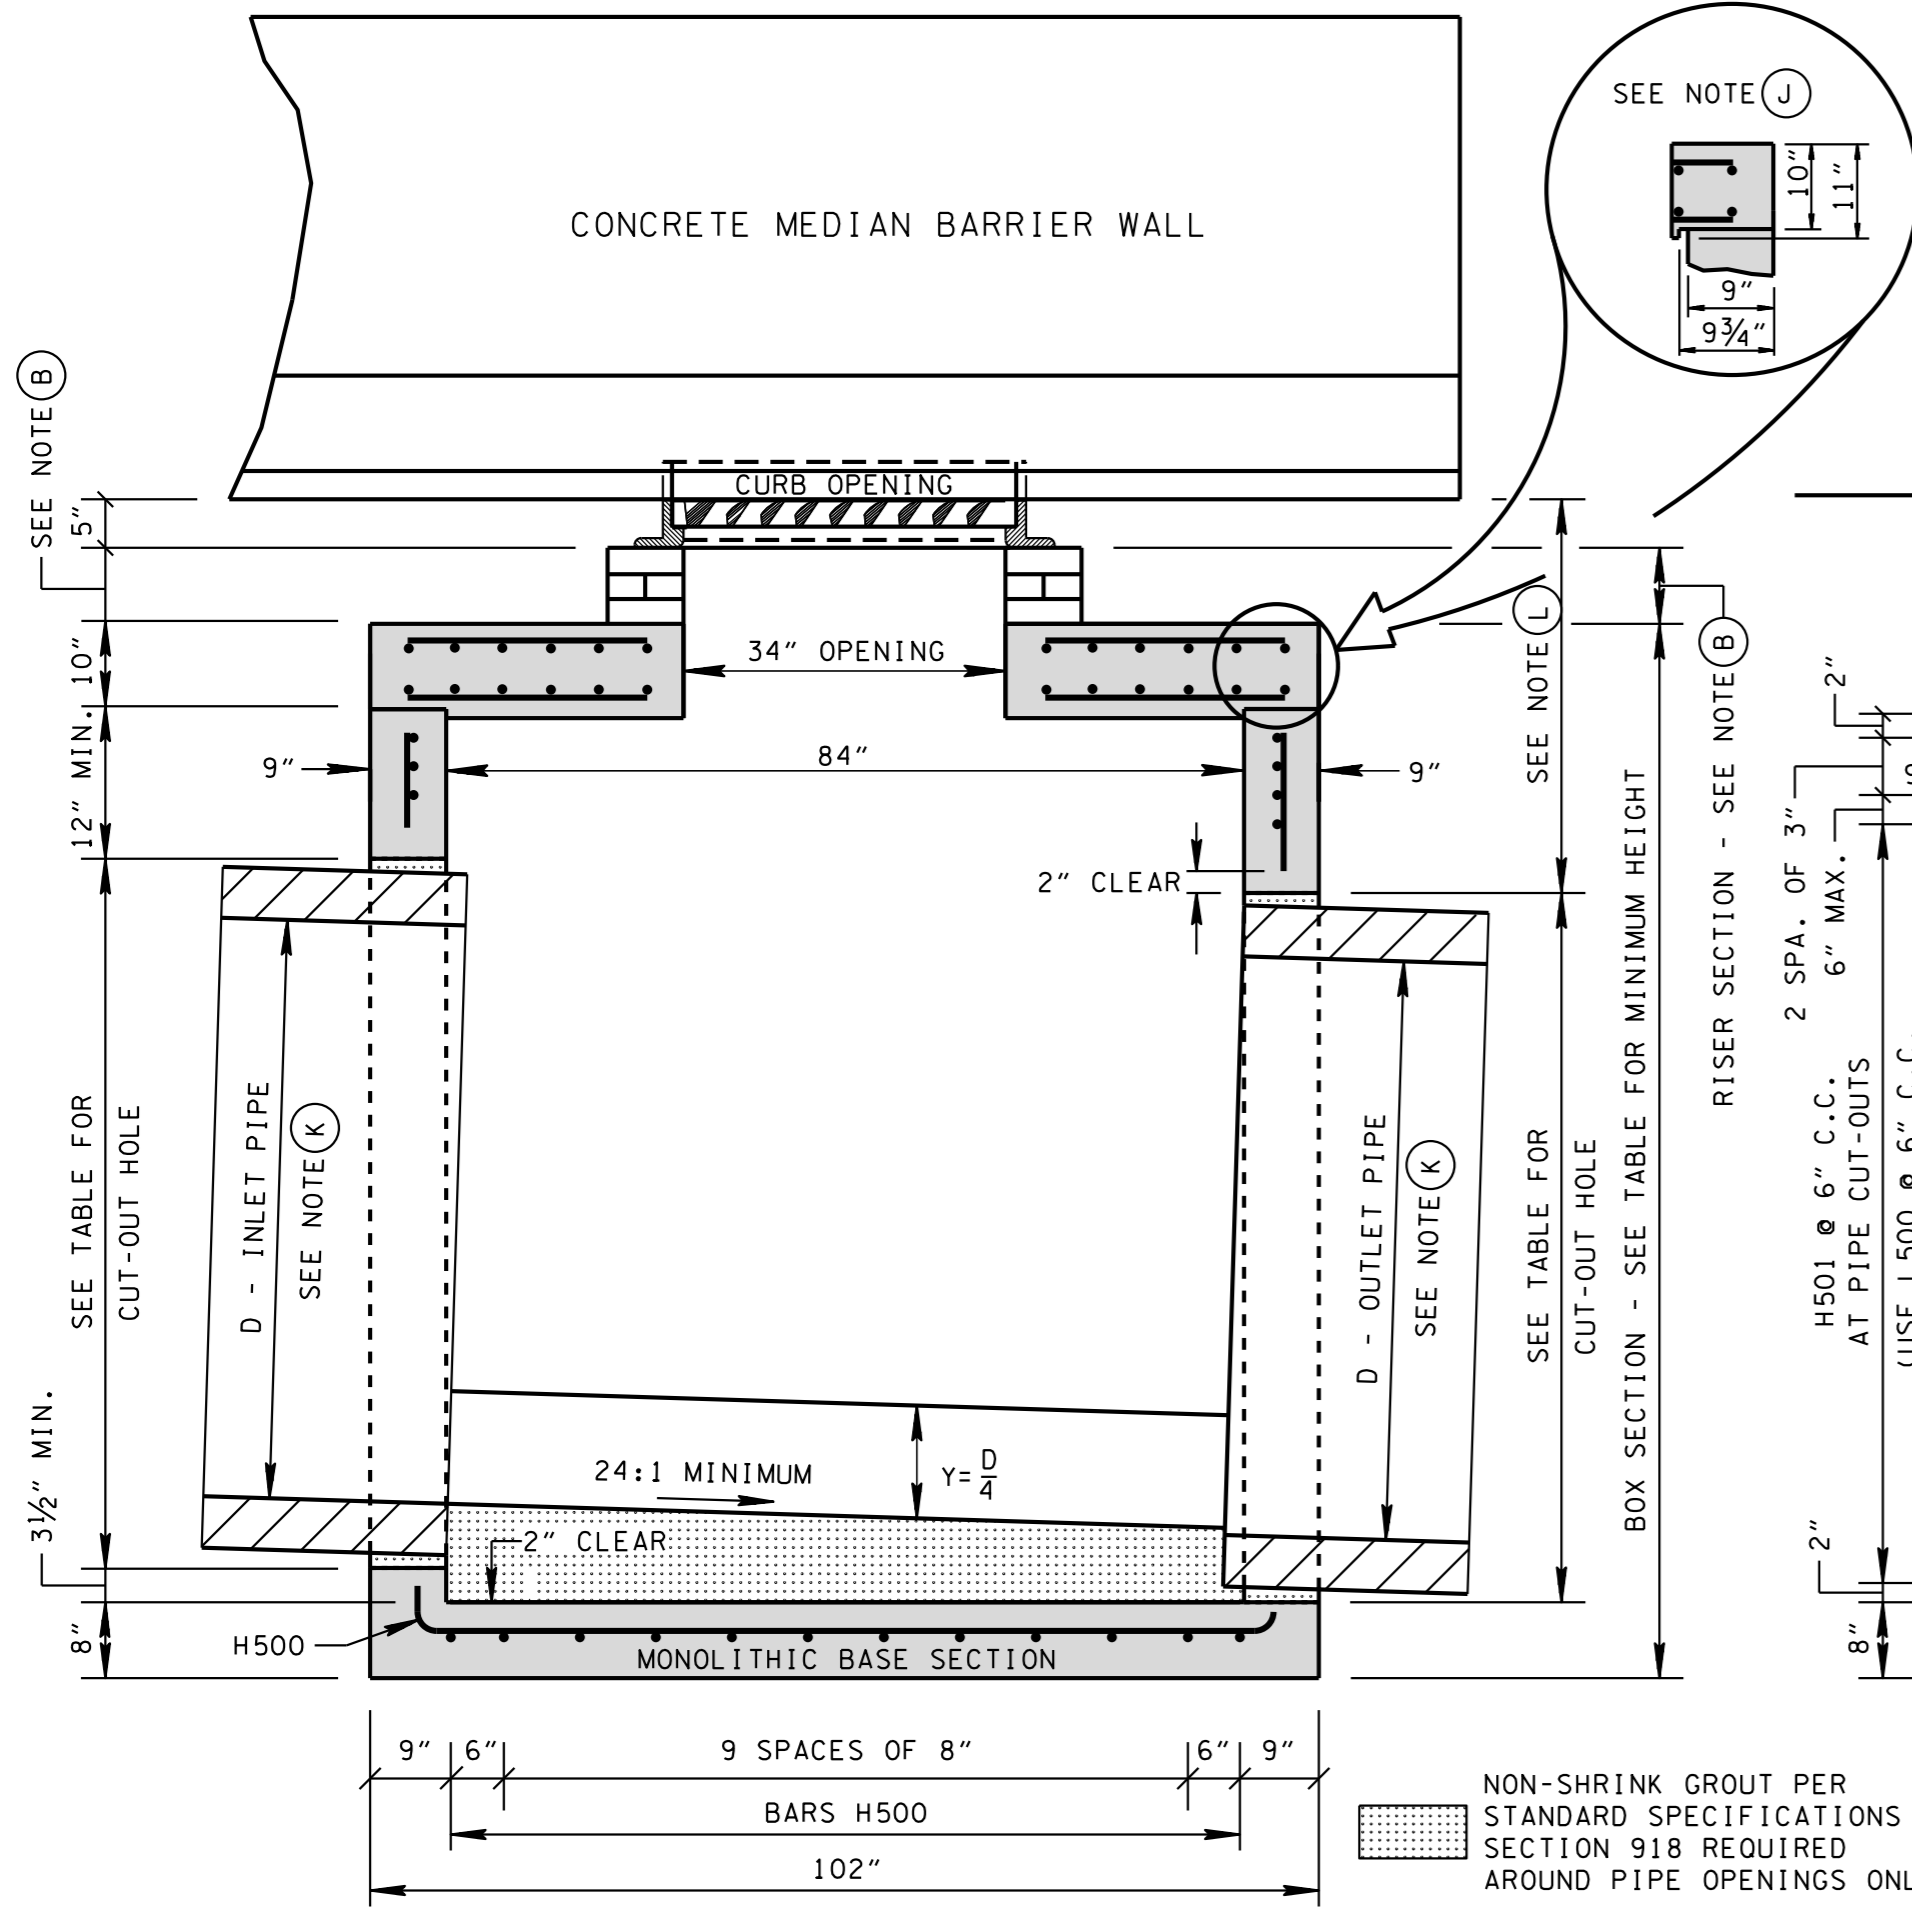 CONCRETE MEDIAN BARRIER WALL
SEE NOTE J
10"
11"
9"
9¾"
SEE NOTE B
5"
10"
12" MIN.
SEE TABLE FOR
CUT-OUT HOLE
3½" MIN.
8"
CURB OPENING
34" OPENING
9"
84"
9"
2" CLEAR
D - INLET PIPE
SEE NOTE K
24:1 MINIMUM
Y= D/4
2" CLEAR
H500
MONOLITHIC BASE SECTION
D - OUTLET PIPE
SEE NOTE K
SEE NOTE L
SEE TABLE FOR
CUT-OUT HOLE
BOX SECTION - SEE TABLE FOR MINIMUM HEIGHT
RISER SECTION - SEE NOTE B
2"
2 SPA. OF 3"
6" MAX.
H501 @ 6" C.C.
AT PIPE CUT-OUTS
@ 6" C.C.
2"
8"
9" 6" 9 SPACES OF 8" 6" 9"
BARS H500
102"
NON-SHRINK GROUT PER
STANDARD SPECIFICATIONS
SECTION 918 REQUIRED
AROUND PIPE OPENINGS